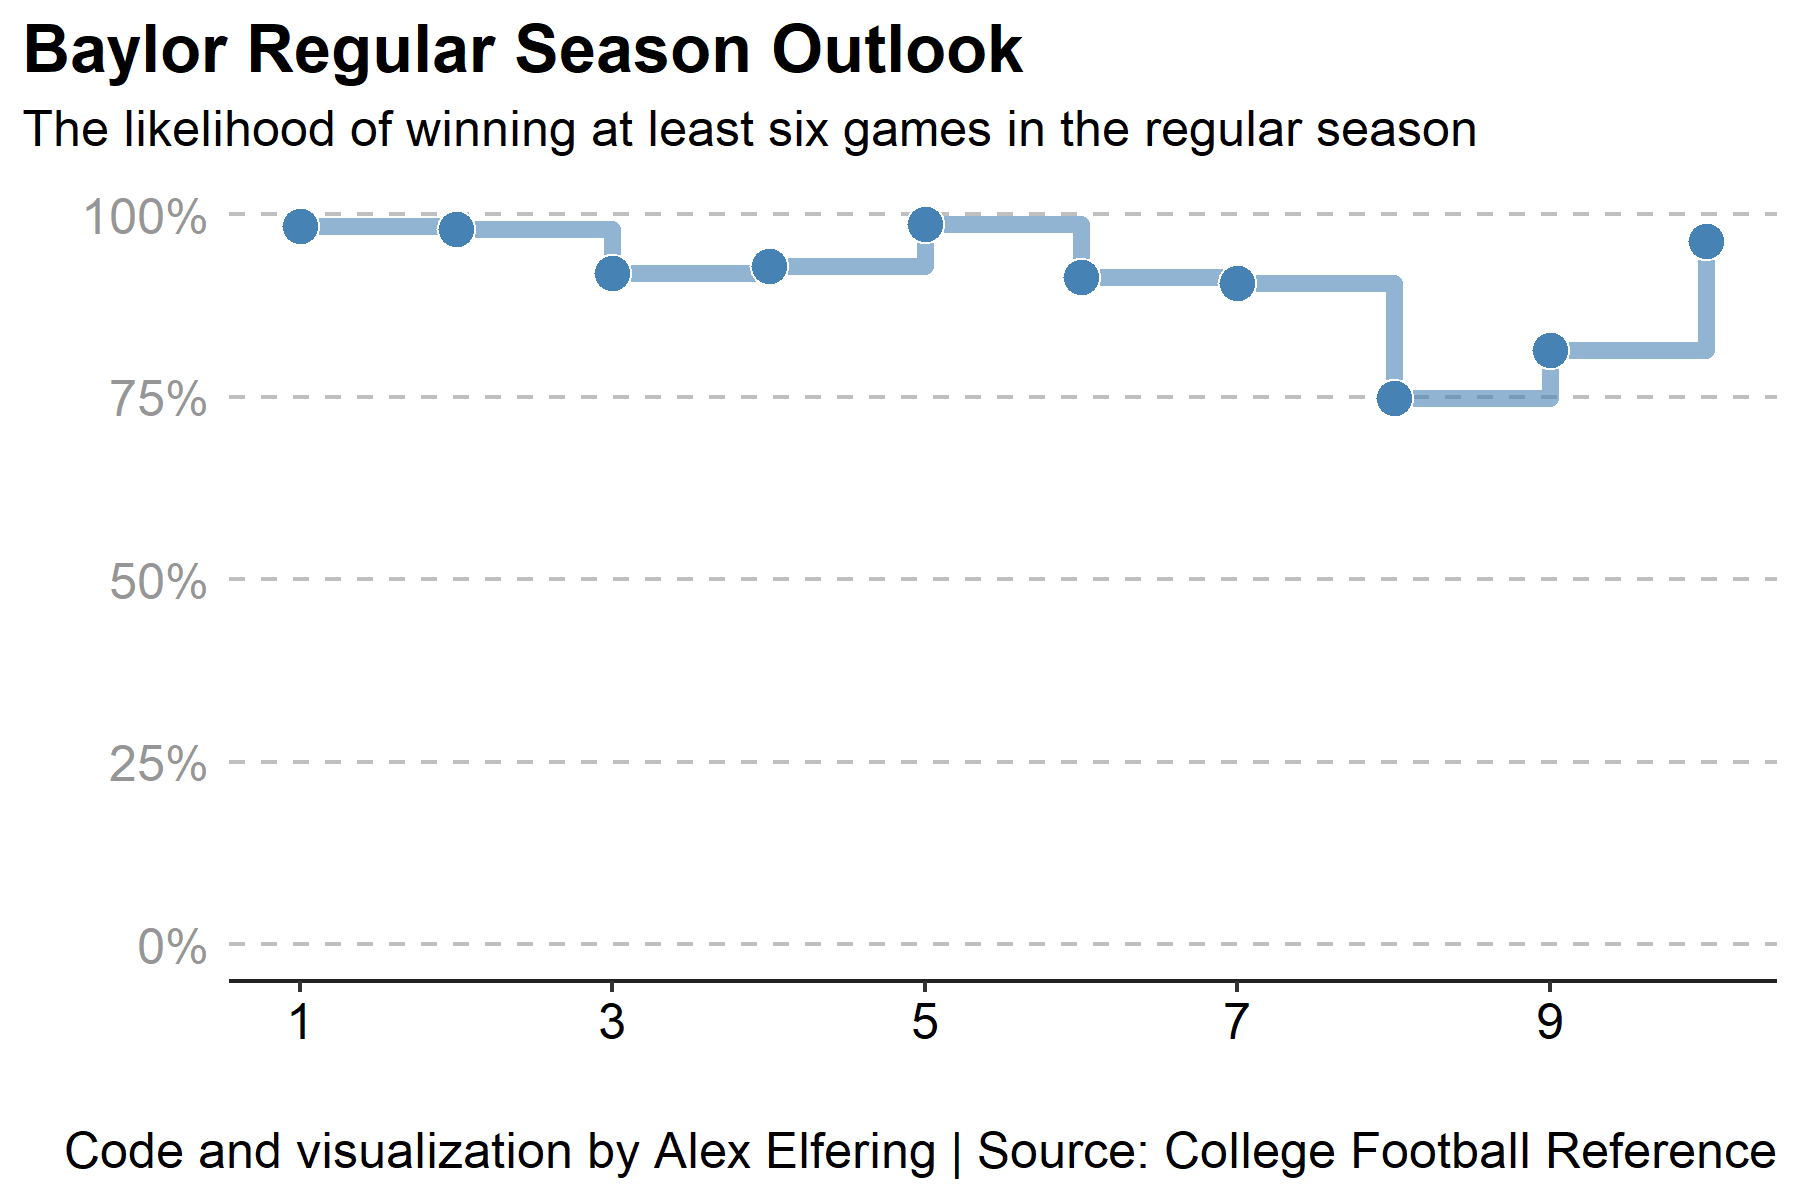 Baylor Regular Season Outlook
The likelihood of winning at least six games in the regular season
100%
75%
50%
25%
0%
1 3 5 7 9
Code and visualization by Alex Elfering | Source: College Football Reference